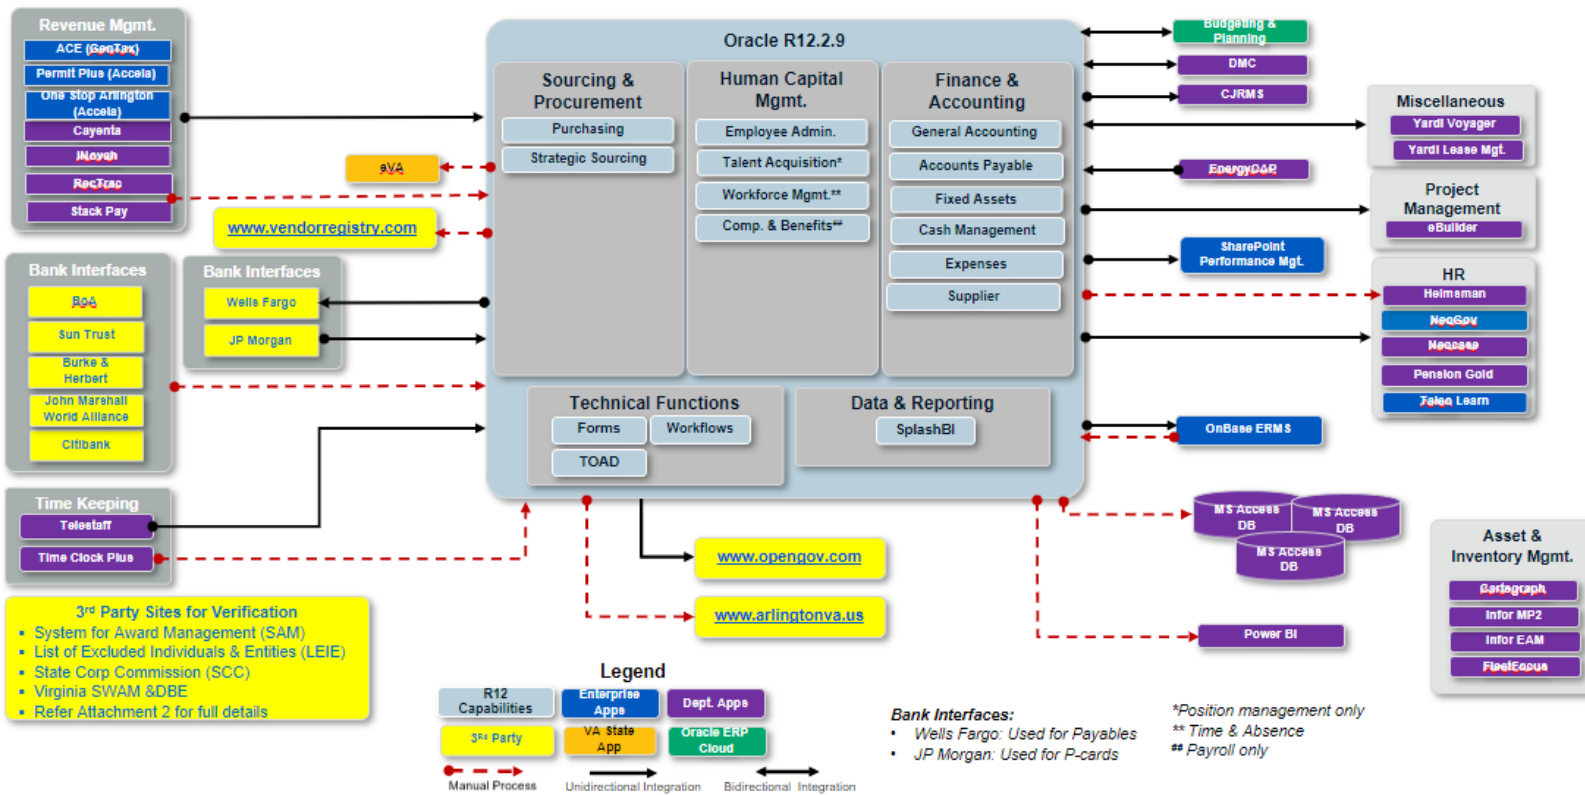 Revenue Mgmt.
ACE (GenTax)
Permit Plus (Accela)
One Stop Arlington
(Accela)
Cayenta
iNovah
RecTrac
Stack Pay
eVA
www.vendorregistry.com
Bank Interfaces
BoA
Sun Trust
Burke &
Herbert
John Marshall
World Alliance
Citibank
Bank Interfaces
Wells Fargo
JP Morgan
Time Keeping
Telestaff
Time Clock Plus
3rd Party Sites for Verification
▪ System for Award Management (SAM)
▪ List of Excluded Individuals & Entities (LEIE)
▪ State Corp Commission (SCC)
▪ Virginia SWAM &DBE
▪ Refer Attachment 2 for full details
Oracle R12.2.9
Sourcing &
Procurement
Purchasing
Strategic Sourcing
Human Capital
Mgmt.
Employee Admin.
Talent Acquisition*
Workforce Mgmt.**
Comp. & Benefits##
Finance &
Accounting
General Accounting
Accounts Payable
Fixed Assets
Cash Management
Expenses
Supplier
Technical Functions
Forms
Workflows
TOAD
Data & Reporting
SplashBI
www.opengov.com
www.arlingtonva.us
Budgeting &
Planning
DMC
CJRMS
EnergyCAP
SharePoint
Performance Mgt.
OnBase ERMS
MS Access
DB
MS Access
DB
MS Access
DB
Power BI
Miscellaneous
Yardi Voyager
Yardi Lease Mgt.
Project
Management
eBuilder
HR
Helmsman
NeoGov
Neocase
Pension Gold
Taleo Learn
Asset &
Inventory Mgmt.
Cartegraph
Infor MP2
Infor EAM
FleetFocus
Legend
R12
Capabilities
Enterprise
Apps
Dept. Apps
3Rd Party
VA State
App
Oracle ERP
Cloud
Manual Process
Unidirectional Integration
Bidirectional Integration
Bank Interfaces:
• Wells Fargo: Used for Payables
• JP Morgan: Used for P-cards
*Position management only
** Time & Absence
## Payroll only